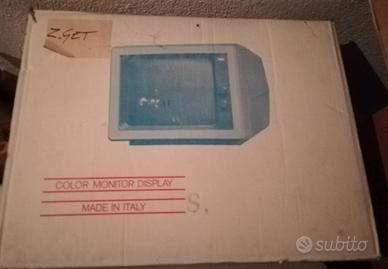 Z.GET
COLOR MONITOR DISPLAY
MADE IN ITALY
S.
subito